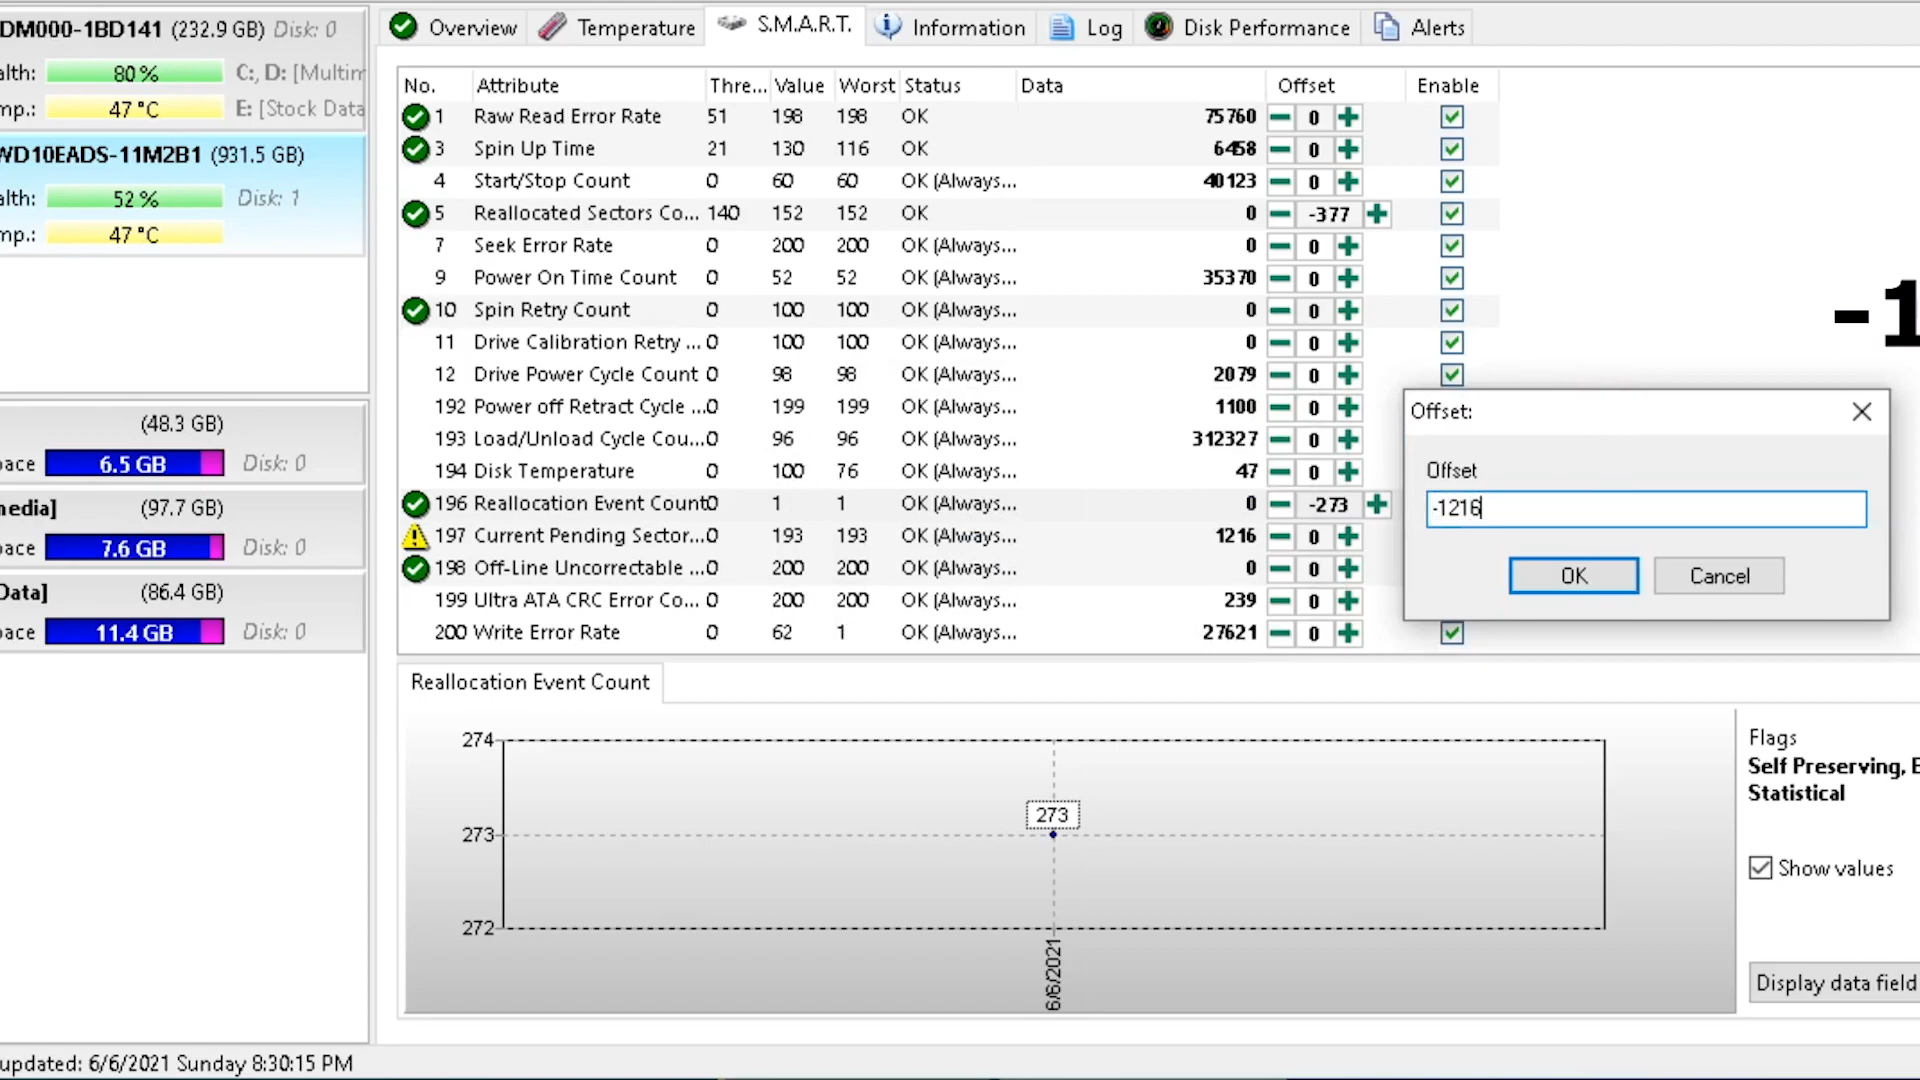 DM000-1BD141 (232.9 GB) Disk: 0
alth: 80 % C:, D: [Multim
mp.: 47 °C E: [Stock Data
WD10EADS-11M2B1 (931.5 GB)
alth: 52 % Disk: 1
mp.: 47 °C
(48.3 GB)
pace 6.5 GB Disk: 0
nedia] (97.7 GB)
pace 7.6 GB Disk: 0
Data] (86.4 GB)
pace 11.4 GB Disk: 0
Overview Temperature S.M.A.R.T. Information Log Disk Performance Alerts
No. Attribute Thre... Value Worst Status Data Offset Enable
1 Raw Read Error Rate 51 198 198 OK 75760 0
3 Spin Up Time 21 130 116 OK 6458 0
4 Start/Stop Count 0 60 60 OK (Always... 40123 0
5 Reallocated Sectors Co... 140 152 152 OK 0 -377
7 Seek Error Rate 0 200 200 OK (Always... 0 0
9 Power On Time Count 0 52 52 OK (Always... 35370 0
10 Spin Retry Count 0 100 100 OK (Always... 0 0
11 Drive Calibration Retry ... 0 100 100 OK (Always... 0 0
12 Drive Power Cycle Count 0 98 98 OK (Always... 2079 0
192 Power off Retract Cycle ... 0 199 199 OK (Always... 1100 0
193 Load/Unload Cycle Cou... 0 96 96 OK (Always... 312327 0
194 Disk Temperature 0 100 76 OK (Always... 47 0
196 Reallocation Event Count 0 1 1 OK (Always... 0 -273
197 Current Pending Sector... 0 193 193 OK (Always... 1216 0
198 Off-Line Uncorrectable ... 0 200 200 OK (Always... 0 0
199 Ultra ATA CRC Error Co... 0 200 200 OK (Always... 239 0
200 Write Error Rate 0 62 1 OK (Always... 27621 0
-1
Offset:
Offset
-1216
OK Cancel
Reallocation Event Count
274
273
272
273
6/6/2021
Flags
Self Preserving, E
Statistical
Show values
Display data field
updated: 6/6/2021 Sunday 8:30:15 PM